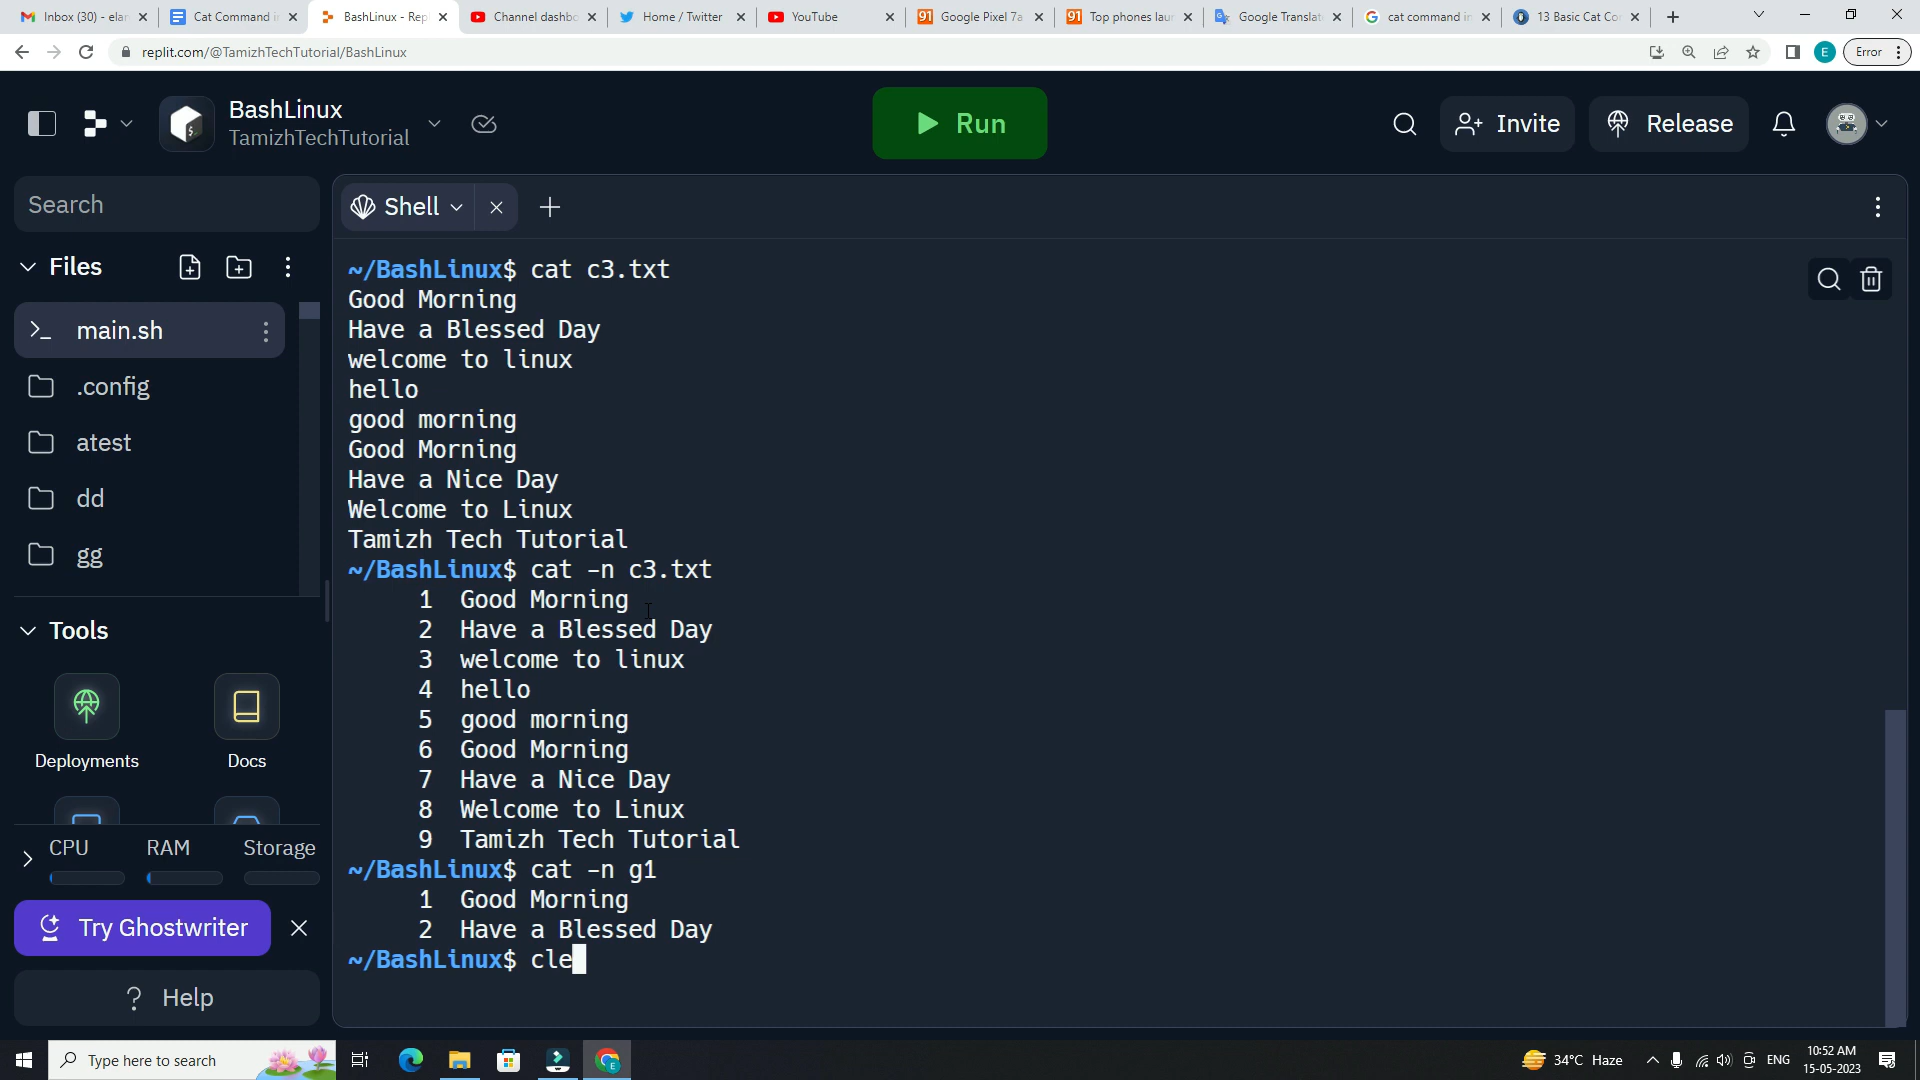 Inbox (30) - elar
Cat Command in
BashLinux - Repl
Channel dashbo
Home / Twitter
YouTube
91 Google Pixel 7a
91 Top phones lau
Google Translat
cat command in
13 Basic Cat Co
replit.com/@TamizhTechTutorial/BashLinux
E
Error
BashLinux
TamizhTechTutorial
Run
Invite
Release
Search
Shell
Files
main.sh
.config
atest
dd
gg
Tools
Deployments
Docs
CPU RAM Storage
Try Ghostwriter
? Help
~/BashLinux$ cat c3.txt
Good Morning
Have a Blessed Day
welcome to linux
hello
good morning
Good Morning
Have a Nice Day
Welcome to Linux
Tamizh Tech Tutorial
~/BashLinux$ cat -n c3.txt
1 Good Morning
2 Have a Blessed Day
3 welcome to linux
4 hello
5 good morning
6 Good Morning
7 Have a Nice Day
8 Welcome to Linux
9 Tamizh Tech Tutorial
~/BashLinux$ cat -n g1
1 Good Morning
2 Have a Blessed Day
~/BashLinux$ cle
Type here to search
34°C Haze
ENG
10:52 AM
15-05-2023